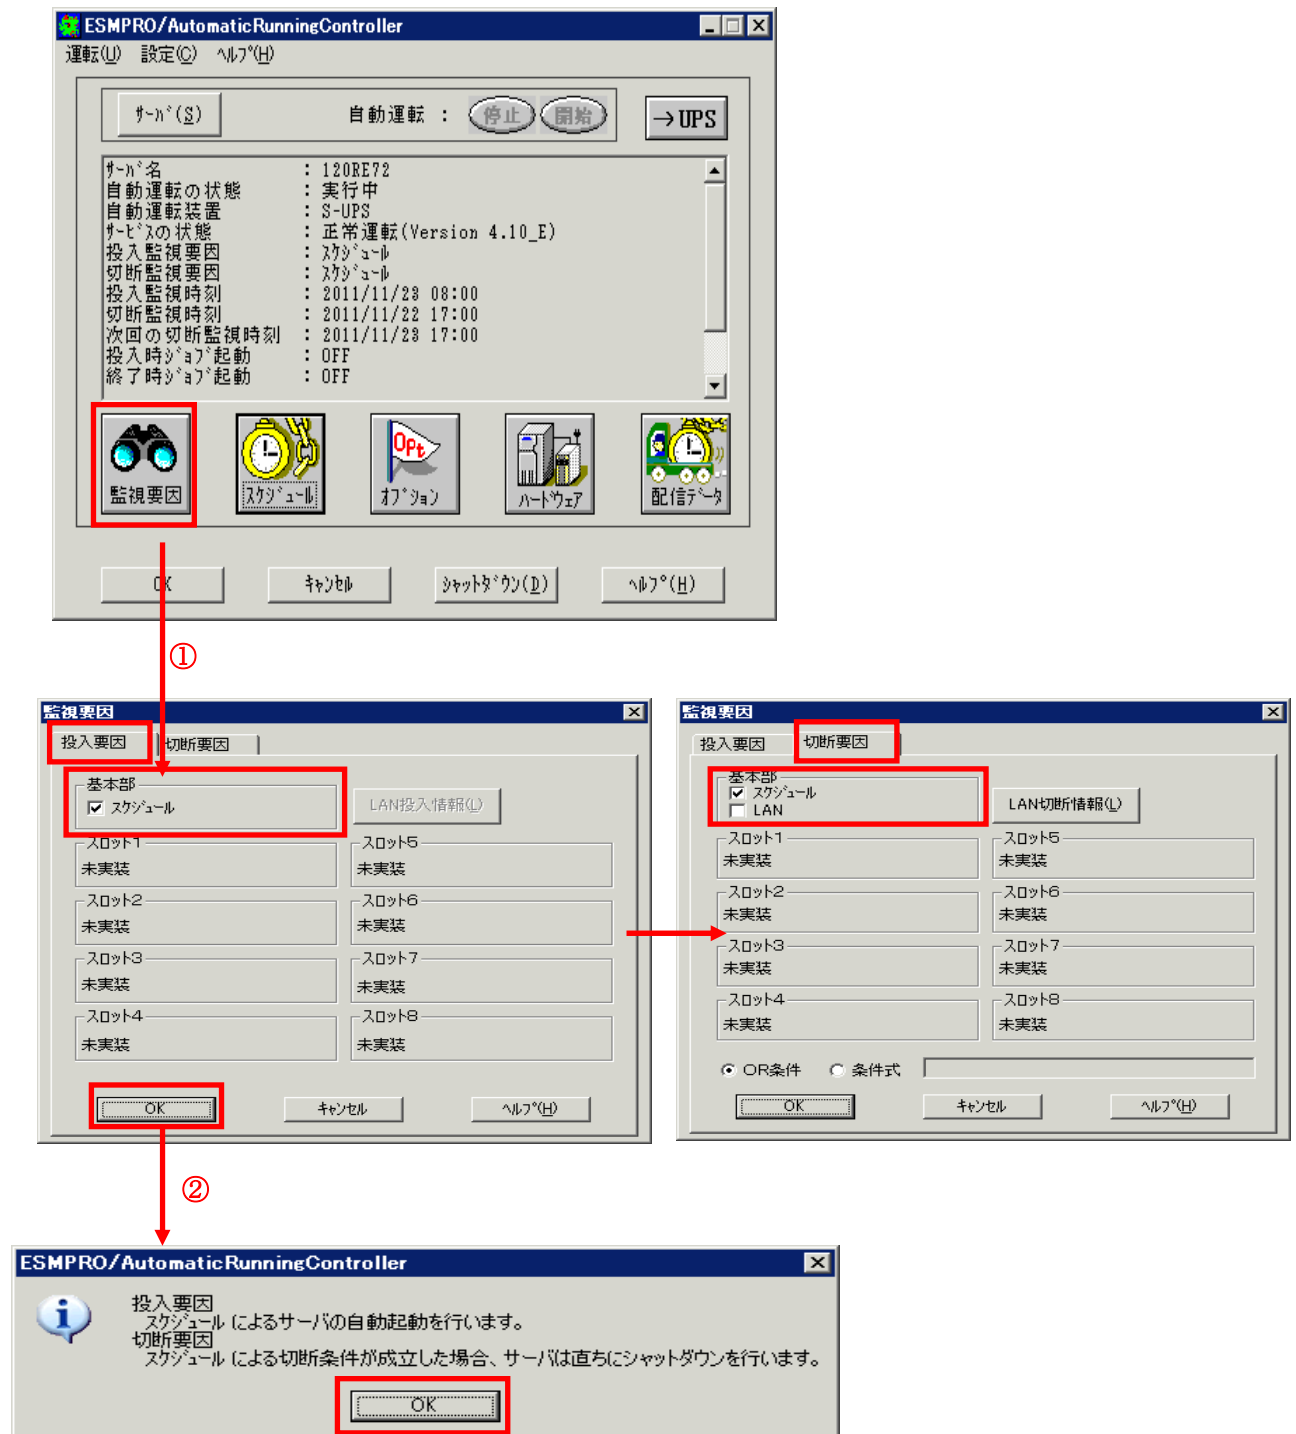 ESMPRO/AutomaticRunningController
運転(U) 設定(C) ﾍﾙﾌﾟ(H)
ｻｰﾊﾞ(S) 自動運転 : 停止 開始 →UPS
ｻｰﾊﾞ名 : 120RE72
自動運転の状態 : 実行中
自動運転装置 : S-UPS
ｻｰﾋﾞｽの状態 : 正常運転(Version 4.10_E)
投入監視要因 : ｽｹｼﾞｭｰﾙ
切断監視要因 : ｽｹｼﾞｭｰﾙ
投入監視時刻 : 2011/11/23 08:00
切断監視時刻 : 2011/11/22 17:00
次回の切断監視時刻 : 2011/11/23 17:00
投入時ｼﾞｮﾌﾞ起動 : OFF
終了時ｼﾞｮﾌﾞ起動 : OFF
Opt
監視要因 ｽｹｼﾞｭｰﾙ ｵﾌﾟｼｮﾝ ﾊｰﾄﾞｳｪｱ 配信ﾃﾞｰﾀ
OK ｷｬﾝｾﾙ ｼｬｯﾄﾀﾞｳﾝ(D) ﾍﾙﾌﾟ(H)
①
監視要因
投入要因 切断要因
基本部
ｽｹｼﾞｭｰﾙ LAN投入情報(L)
スロット1 スロット5
未実装 未実装
スロット2 スロット6
未実装 未実装
スロット3 スロット7
未実装 未実装
スロット4 スロット8
未実装 未実装
OK ｷｬﾝｾﾙ ﾍﾙﾌﾟ(H)
監視要因
投入要因 切断要因
基本部
ｽｹｼﾞｭｰﾙ
LAN LAN切断情報(L)
スロット1 スロット5
未実装 未実装
スロット2 スロット6
未実装 未実装
スロット3 スロット7
未実装 未実装
スロット4 スロット8
未実装 未実装
OR条件 条件式
OK ｷｬﾝｾﾙ ﾍﾙﾌﾟ(H)
②
ESMPRO/AutomaticRunningController
投入要因
ｽｹｼﾞｭｰﾙ によるサーバの自動起動を行います。
切断要因
ｽｹｼﾞｭｰﾙ による切断条件が成立した場合、サーバは直ちにシャットダウンを行います。
OK